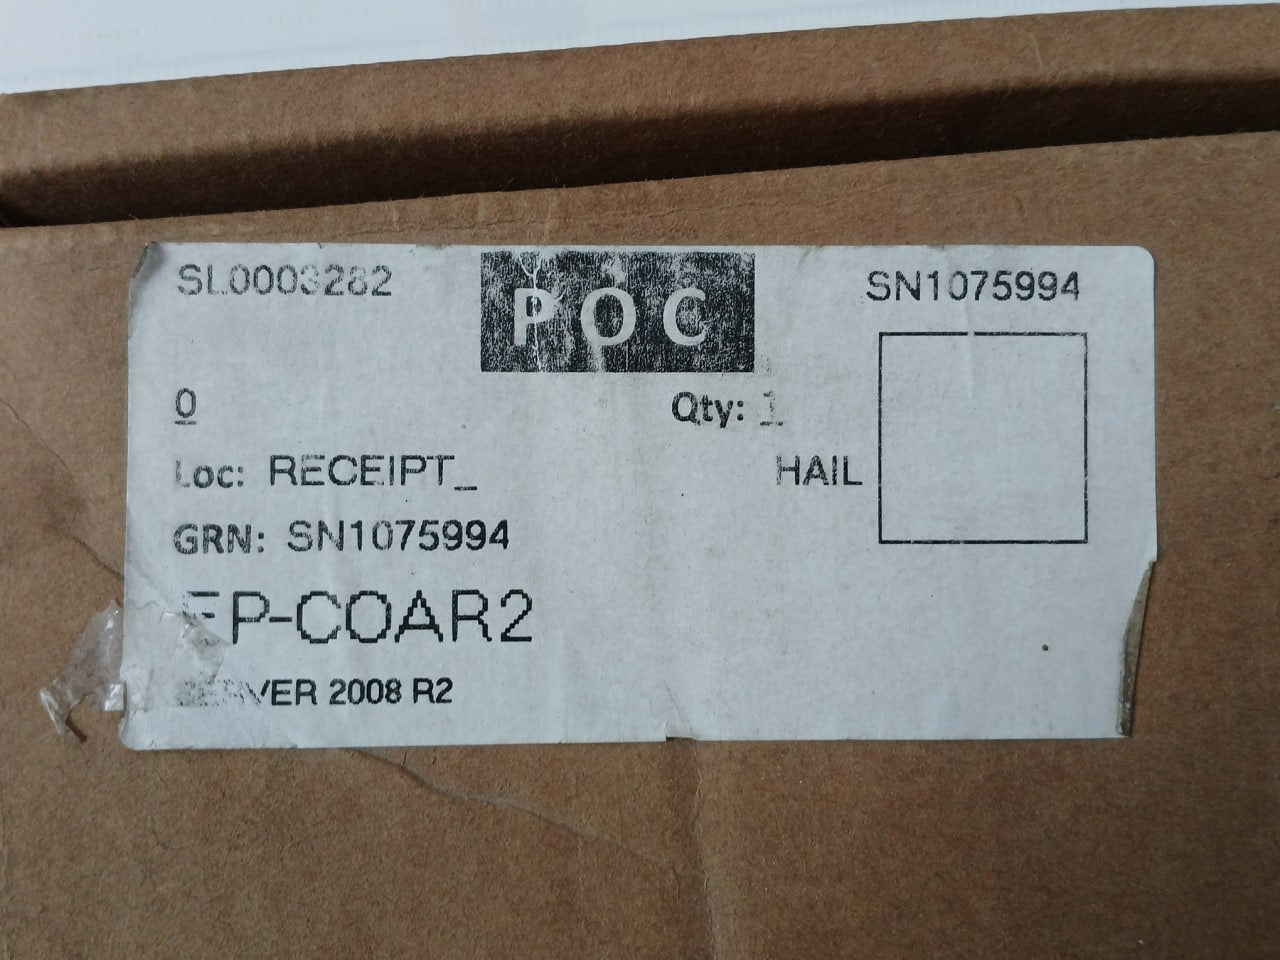 SL0003282 POC SN1075994
0 Qty: 1
Loc: RECEIPT_ HAIL
GRN: SN1075994
EP-COAR2
SERVER 2008 R2